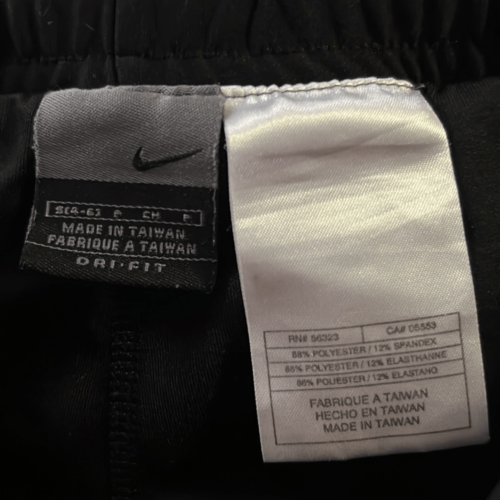 S(4-6) P CH P
MADE IN TAIWAN
FABRIQUE A TAIWAN
DRI-FIT
RN# 56323 CA# 05553
88% POLYESTER / 12% SPANDEX
88% POLYESTER / 12% ELASTHANNE
88% POLIESTER / 12% ELASTANO
FABRIQUE A TAIWAN
HECHO EN TAIWAN
MADE IN TAIWAN